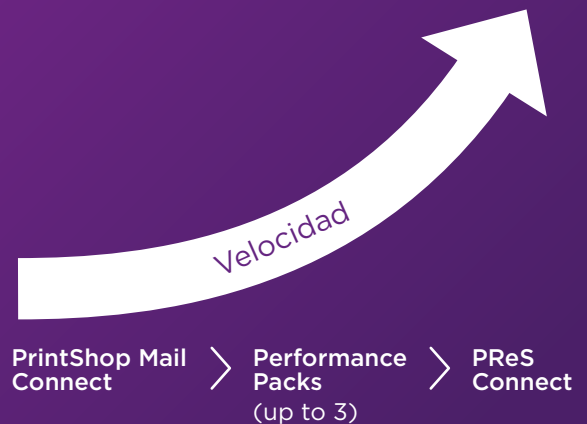 Velocidad
PrintShop Mail
Connect
Performance
Packs
(up to 3)
PReS
Connect